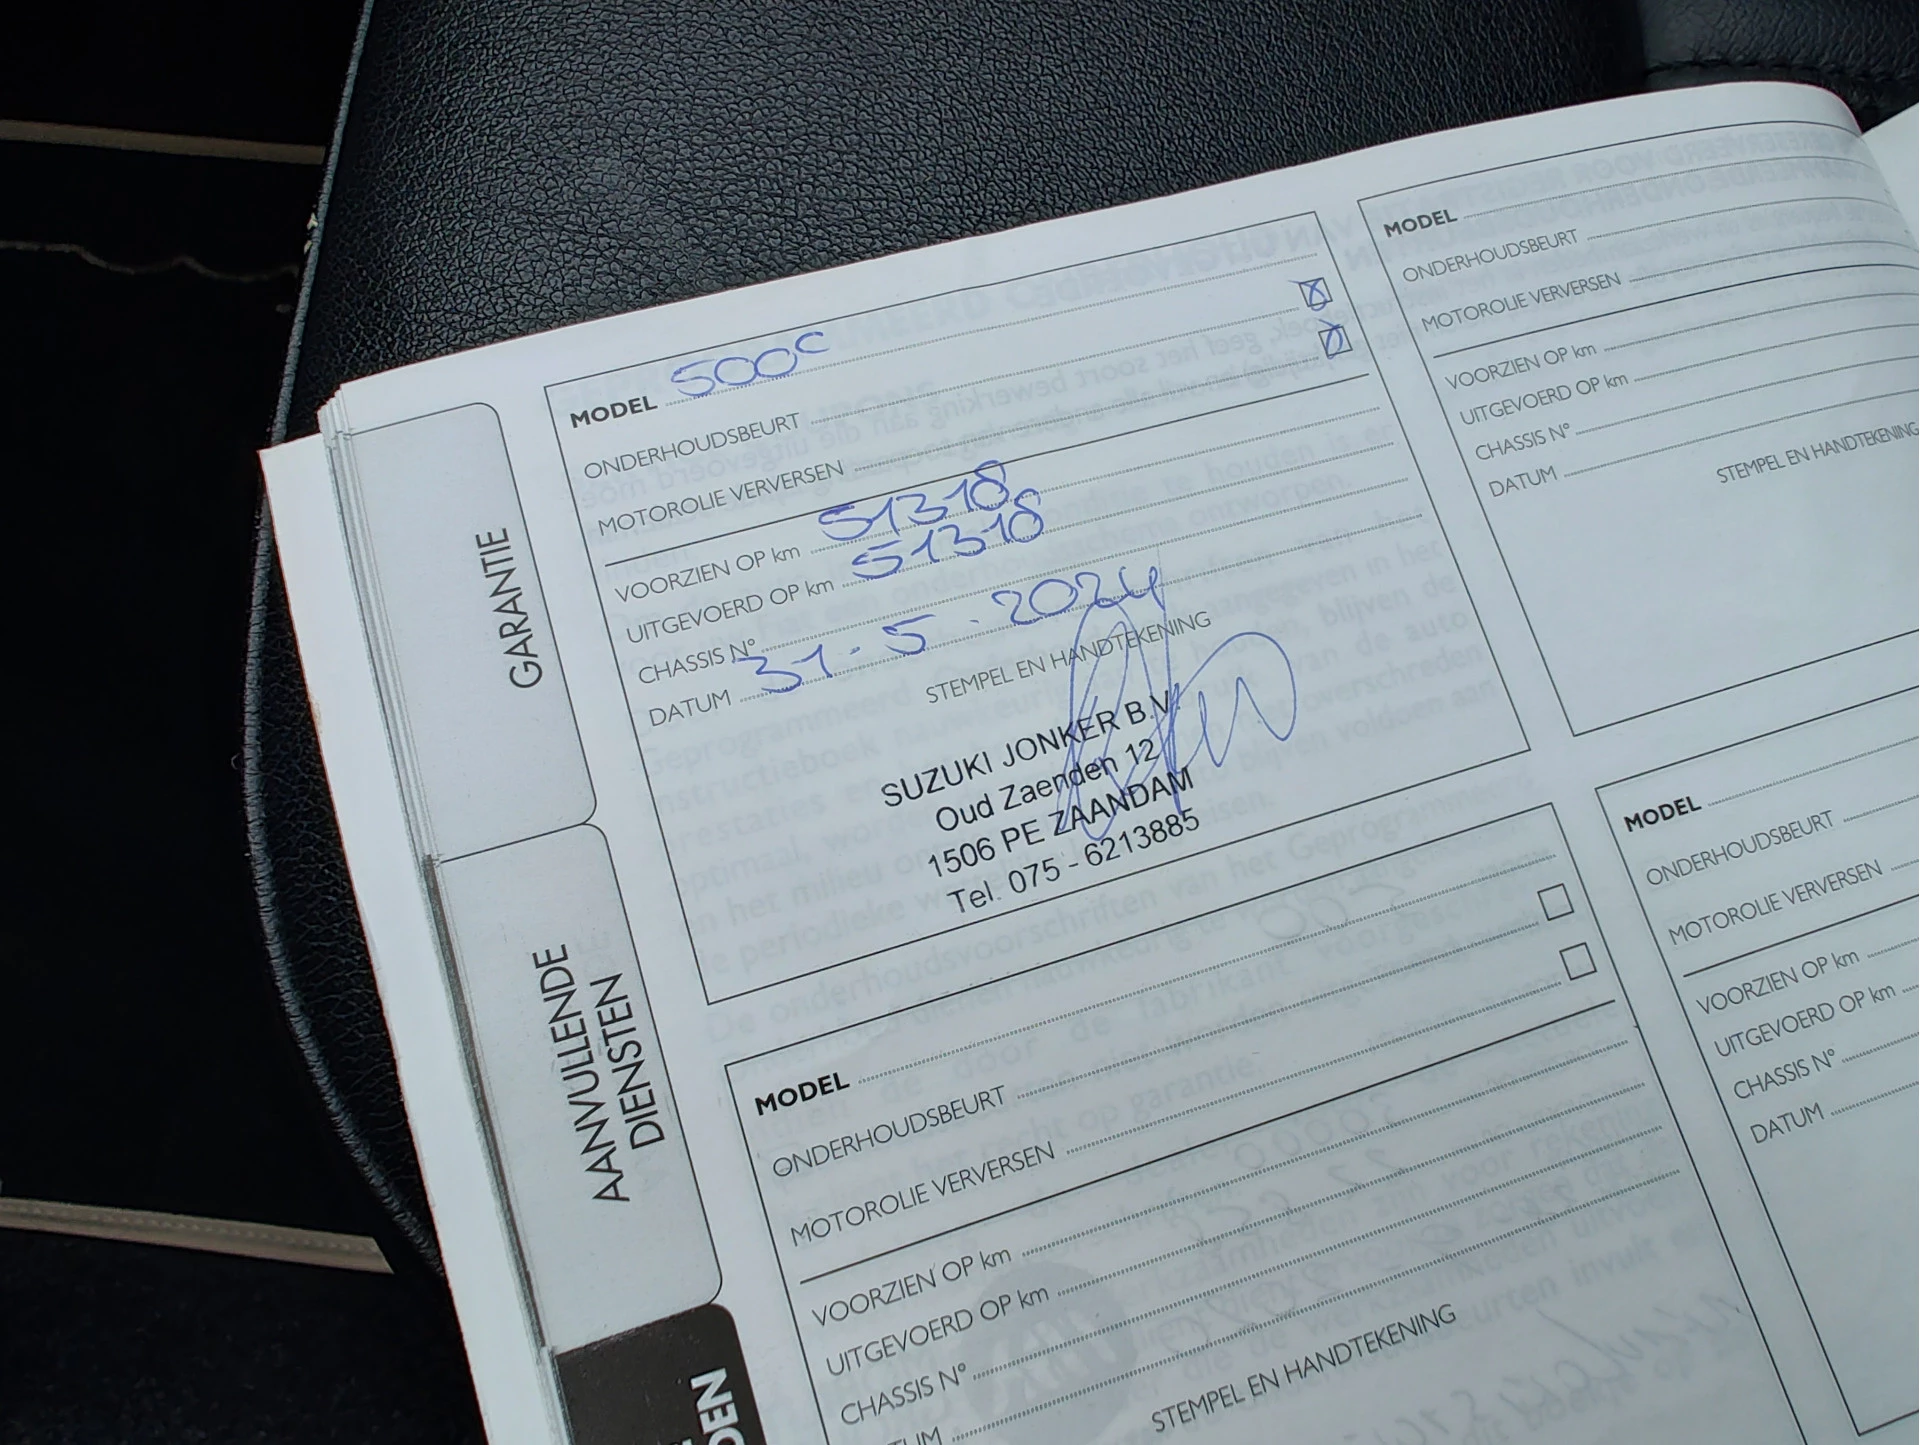 GARANTIE
AANVULLENDE
DIENSTEN
MODEL 500C
ONDERHOUDSBEURT
MOTOROLIE VERVERSEN
VOORZIEN OP km 51318
UITGEVOERD OP km 51318
CHASSIS N°
DATUM 31-5-2024
STEMPEL EN HANDTEKENING
SUZUKI JONKER B.V.
Oud Zaenden 12
1506 PE ZAANDAM
Tel. 075 - 6213885
MODEL
ONDERHOUDSBEURT
MOTOROLIE VERVERSEN
VOORZIEN OP km
UITGEVOERD OP km
CHASSIS N°
DATUM
STEMPEL EN HANDTEKENING
MODEL
ONDERHOUDSBEURT
MOTOROLIE VERVERSEN
VOORZIEN OP km
UITGEVOERD OP km
CHASSIS N°
STEMPEL EN HANDTEKENING
MODEL
ONDERHOUDSBEURT
MOTOROLIE VERVERSEN
VOORZIEN OP km
UITGEVOERD OP km
CHASSIS N°
DATUM